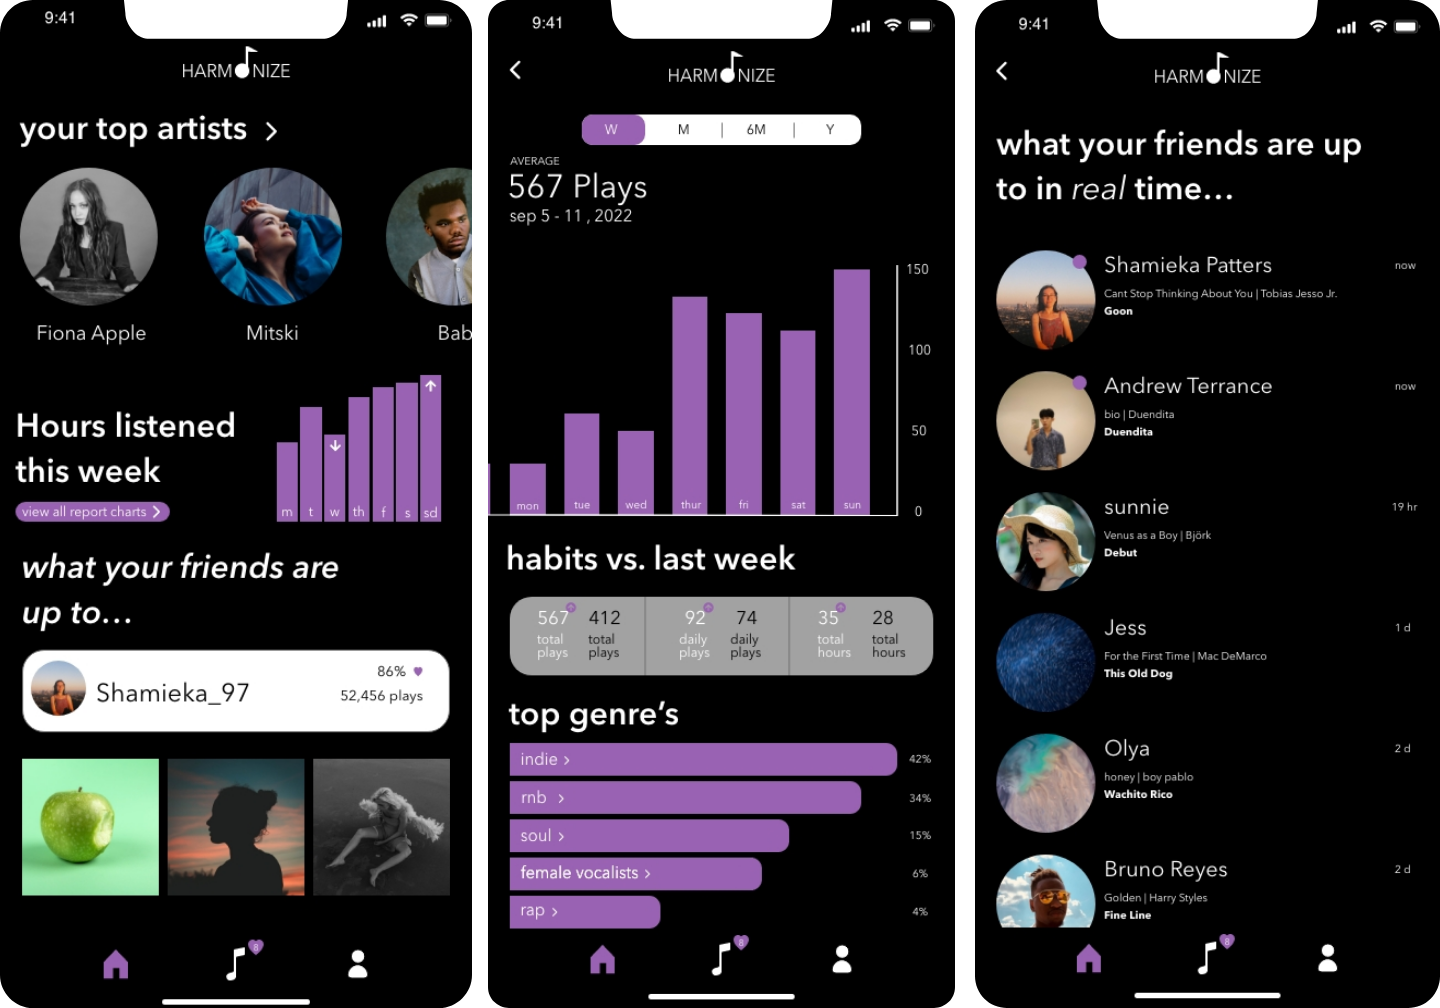 9:41
HARMONIZE
your top artists >
Fiona Apple
Mitski
Bab
Hours listened
this week
view all report charts >
m t w th f s sd
what your friends are
up to...
Shamieka_97
86%
52,456 plays
8
9:41
HARMONIZE
W M | 6M | Y
AVERAGE
567 Plays
sep 5 - 11 , 2022
150
100
50
0
mon tue wed thur fri sat sun
habits vs. last week
567 412 92 74 35 28
total total daily daily total total
plays plays plays plays hours hours
top genre’s
indie > 42%
rnb > 34%
soul > 15%
female vocalists > 6%
rap > 4%
8
9:41
HARMONIZE
what your friends are up
to in real time...
Shamieka Patters now
Cant Stop Thinking About You | Tobias Jesso Jr.
Goon
Andrew Terrance now
bio | Duendita
Duendita
sunnie 19 hr
Venus as a Boy | Björk
Debut
Jess 1 d
For the First Time | Mac DeMarco
This Old Dog
Olya 2 d
honey | boy pablo
Wachito Rico
Bruno Reyes 2 d
Golden | Harry Styles
Fine Line
8